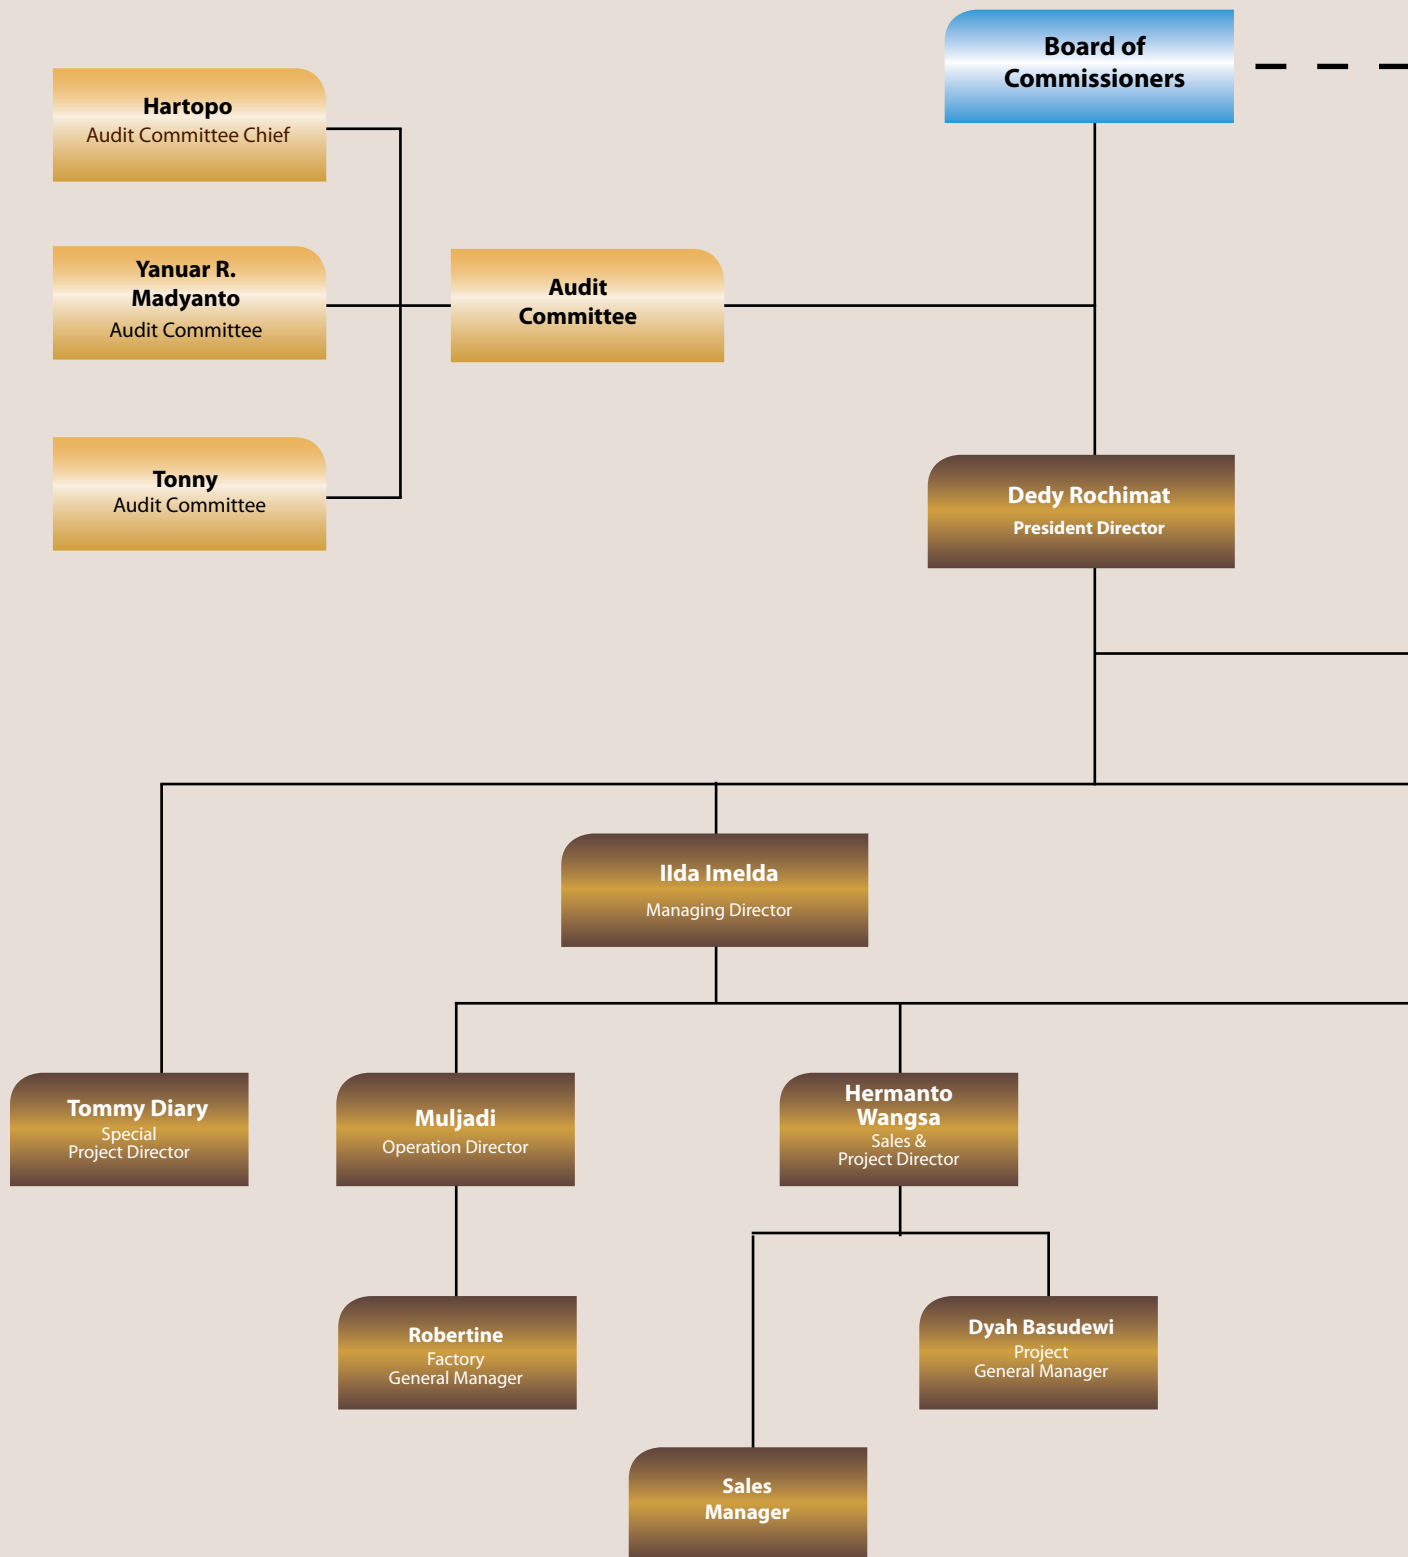 Board of
Commissioners
Hartopo
Audit Committee Chief
Yanuar R.
Madyanto
Audit Committee
Audit
Committee
Tonny
Audit Committee
Dedy Rochimat
President Director
Ilda Imelda
Managing Director
Tommy Diary
Special
Project Director
Muljadi
Operation Director
Hermanto
Wangsa
Sales &
Project Director
Robertine
Factory
General Manager
Dyah Basudewi
Project
General Manager
Sales
Manager